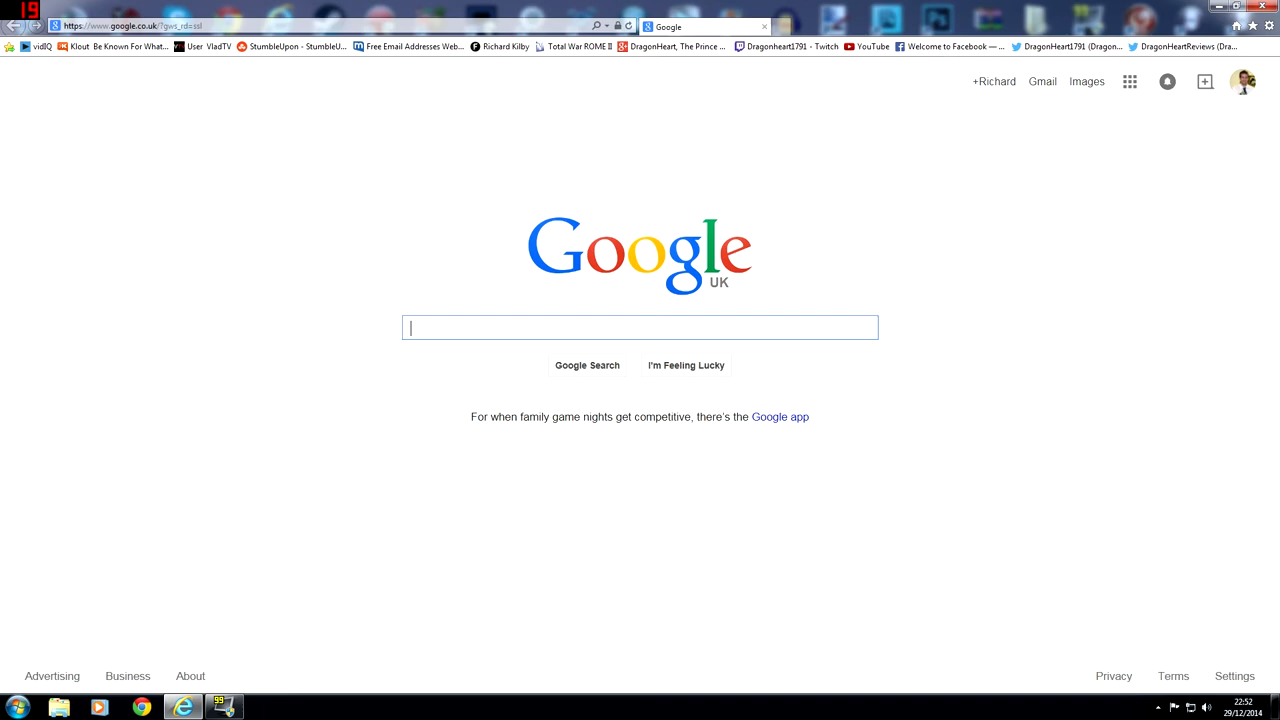 19
https://www.google.co.uk/?gws_rd=ssl
Google
vidIQ
Klout Be Known For What...
User VladTV
StumbleUpon - StumbleU...
Free Email Addresses Web...
Richard Kilby
Total War ROME II
DragonHeart, The Prince ...
Dragonheart1791 - Twitch
YouTube
Welcome to Facebook — ...
DragonHeart1791 (Dragon...
DragonHeartReviews (Dra...
+Richard Gmail Images
Google
UK
Google Search I'm Feeling Lucky
For when family game nights get competitive, there's the Google app
Advertising Business About Privacy Terms Settings
99
22:52
29/12/2014